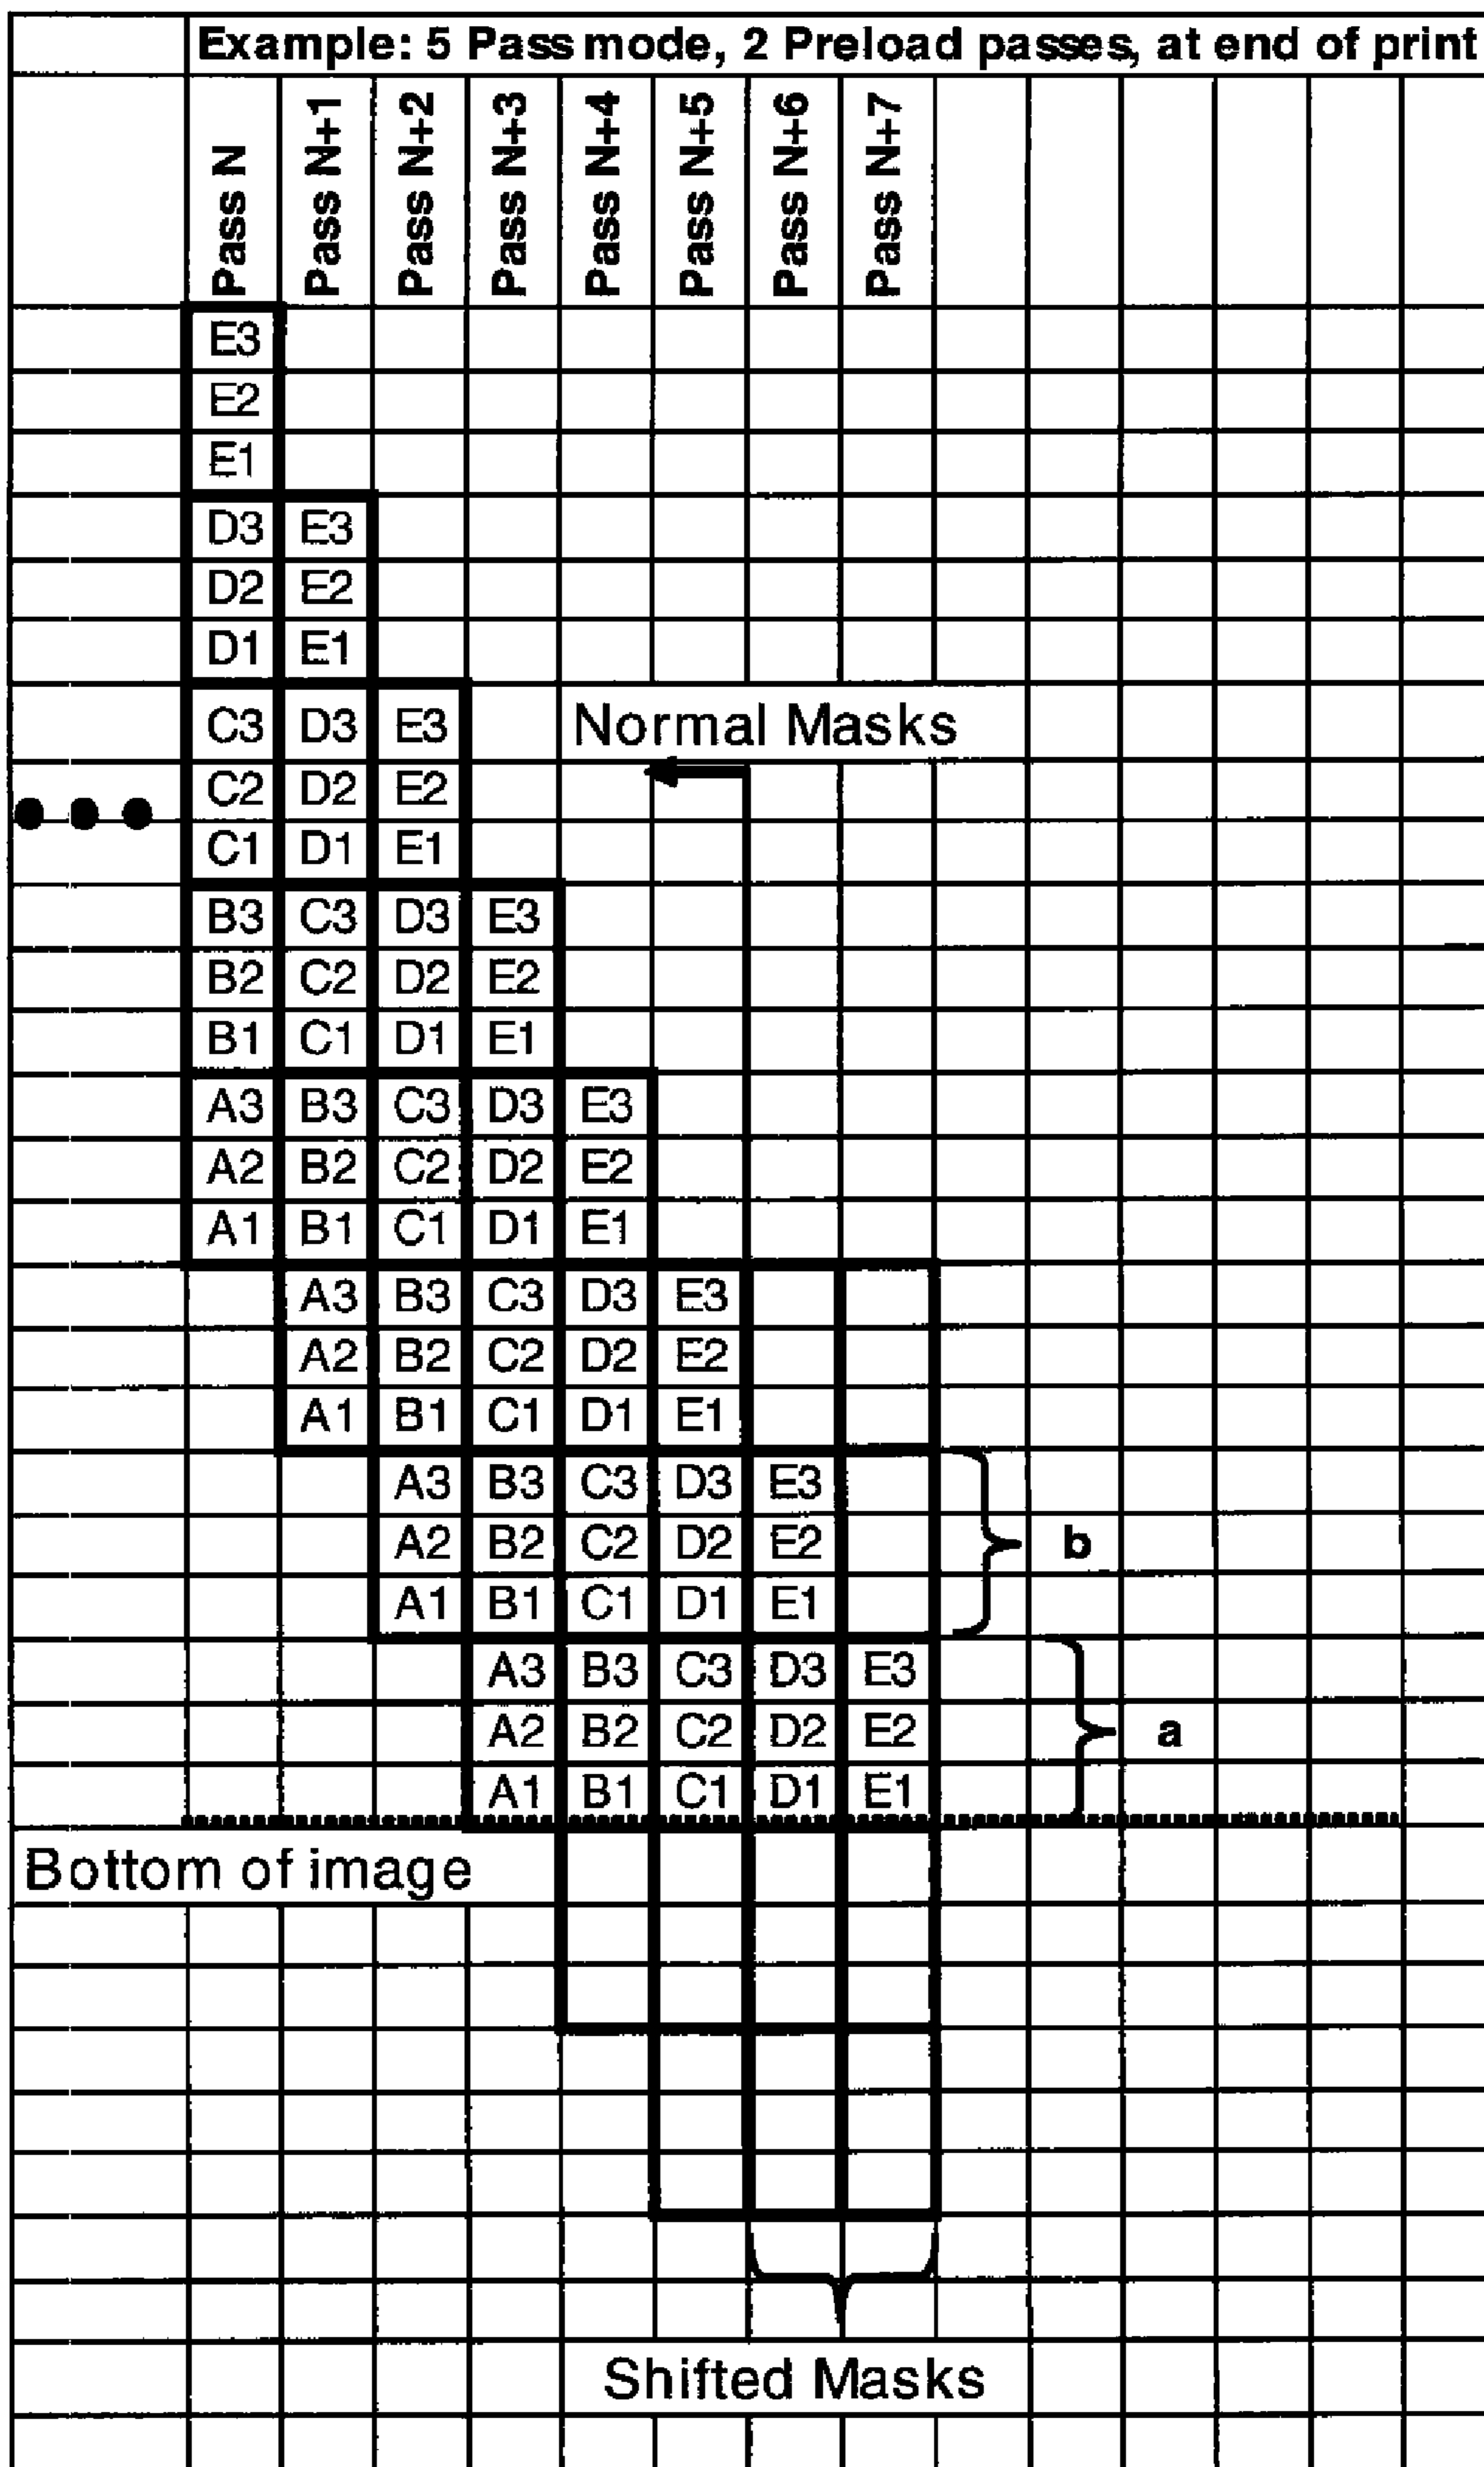 Example: 5 Pass mode, 2 Preload passes, at end of print
Pass N Pass N+1 Pass N+2 Pass N+3 Pass N+4 Pass N+5 Pass N+6 Pass N+7
E3
E2
E1
D3 E3
D2 E2
D1 E1
C3 D3 E3 Normal Masks
C2 D2 E2
C1 D1 E1
B3 C3 D3 E3
B2 C2 D2 E2
B1 C1 D1 E1
A3 B3 C3 D3 E3
A2 B2 C2 D2 E2
A1 B1 C1 D1 E1
A3 B3 C3 D3 E3
A2 B2 C2 D2 E2
A1 B1 C1 D1 E1
A3 B3 C3 D3 E3
A2 B2 C2 D2 E2 b
A1 B1 C1 D1 E1
A3 B3 C3 D3 E3
A2 B2 C2 D2 E2 a
A1 B1 C1 D1 E1
Bottom of image
Shifted Masks